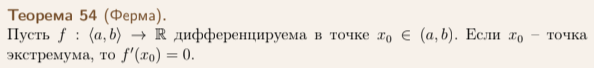 Теорема 54 (Ферма).
Пусть f : ⟨a, b⟩ → ℝ дифференцируема в точке x₀ ∈ (a, b). Если x₀ – точка
экстремума, то f′(x₀) = 0.